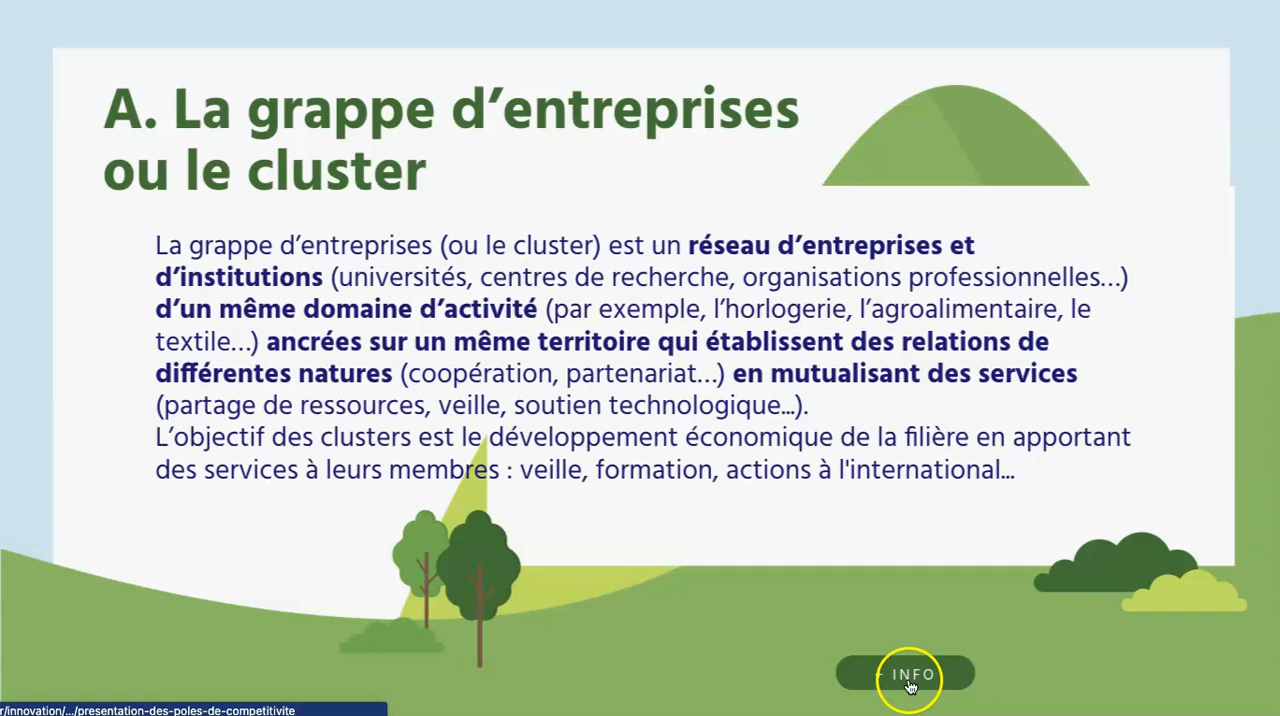 A. La grappe d’entreprises
ou le cluster
La grappe d’entreprises (ou le cluster) est un réseau d’entreprises et
d’institutions (universités, centres de recherche, organisations professionnelles…)
d’un même domaine d’activité (par exemple, l’horlogerie, l’agroalimentaire, le
textile…) ancrées sur un même territoire qui établissent des relations de
différentes natures (coopération, partenariat…) en mutualisant des services
(partage de ressources, veille, soutien technologique...).
L’objectif des clusters est le développement économique de la filière en apportant
des services à leurs membres : veille, formation, actions à l'international...
+ INFO
r/innovation/.../presentation-des-poles-de-competitivite